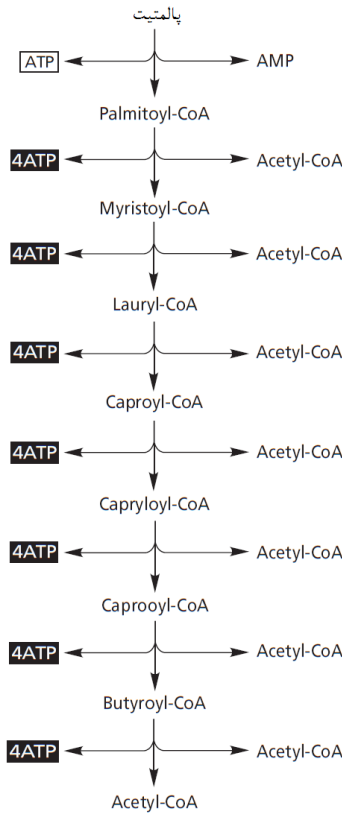 پالمتیت
ATP AMP
Palmitoyl-CoA
4ATP Acetyl-CoA
Myristoyl-CoA
4ATP Acetyl-CoA
Lauryl-CoA
4ATP Acetyl-CoA
Caproyl-CoA
4ATP Acetyl-CoA
Capryloyl-CoA
4ATP Acetyl-CoA
Caprooyl-CoA
4ATP Acetyl-CoA
Butyroyl-CoA
4ATP Acetyl-CoA
Acetyl-CoA